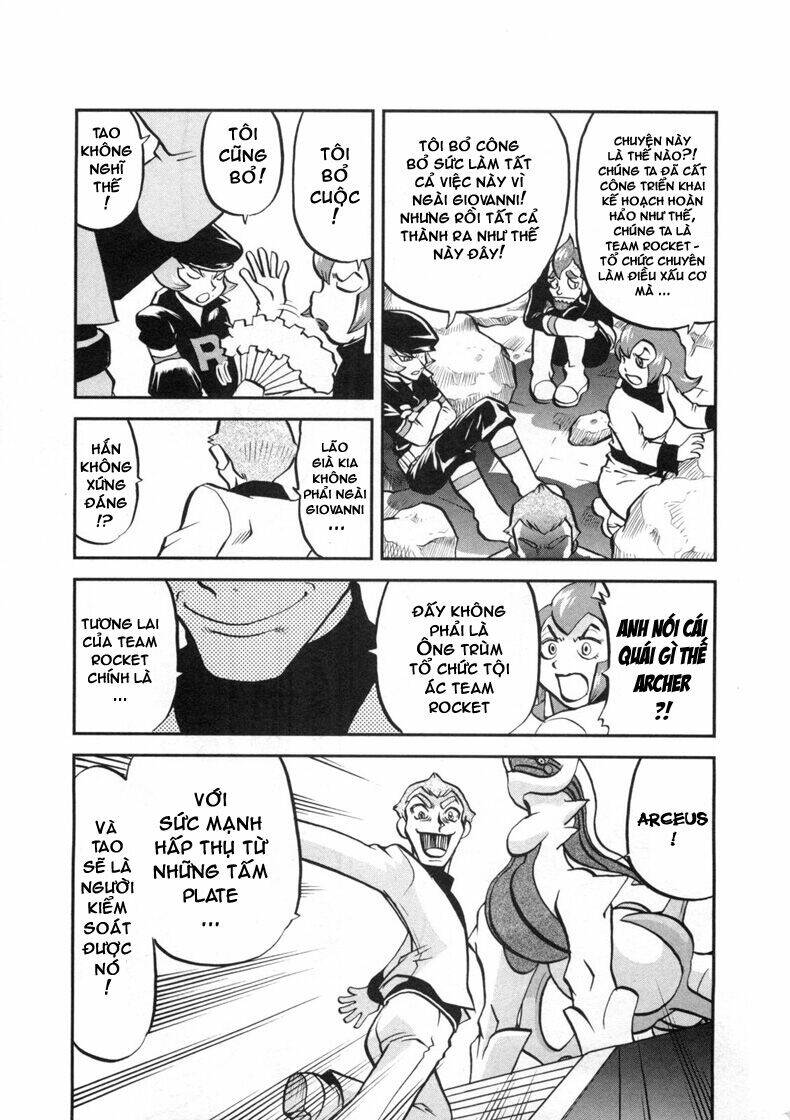 CHUYỆN NÀY
LÀ THẾ NÀO?!
CHÚNG TA ĐÃ CẤT
CÔNG TRIỂN KHAI
KẾ HOẠCH HOÀN
HẢO NHƯ THẾ,
CHÚNG TA LÀ
TEAM ROCKET -
TỔ CHỨC CHUYÊN
LÀM ĐIỀU XẤU CƠ
MÀ ...
TÔI BỎ CÔNG
BỎ SỨC LÀM TẤT
CẢ VIỆC NÀY VÌ
NGÀI GIOVANNI!
NHƯNG RỒI TẤT CẢ
THÀNH RA NHƯ THẾ
NÀY ĐÂY!
TÔI
BỎ
CUỘC
!
TÔI
CŨNG
BỎ!
TAO
KHÔNG
NGHĨ
THẾ
!
R
LÃO
GIÀ KIA
KHÔNG
PHẢI NGÀI
GIOVANNI
...
HẮN
KHÔNG
XỨNG
ĐÁNG
!?
ANH NÓI CÁI
QUÁI GÌ THẾ
ARCHER
?!
ĐẤY KHÔNG
PHẢI LÀ
ÔNG TRÙM
TỔ CHỨC TỘI
ÁC TEAM
ROCKET
TƯƠNG LAI
CỦA TEAM
ROCKET
CHÍNH LÀ
...
ARCEUS
!
VỚI
SỨC MẠNH
HẤP THỤ TỪ
NHỮNG TẤM
PLATE
...
VÀ
TAO
SẼ LÀ
NGƯỜI
KIỂM
SOÁT
ĐƯỢC
NÓ
!